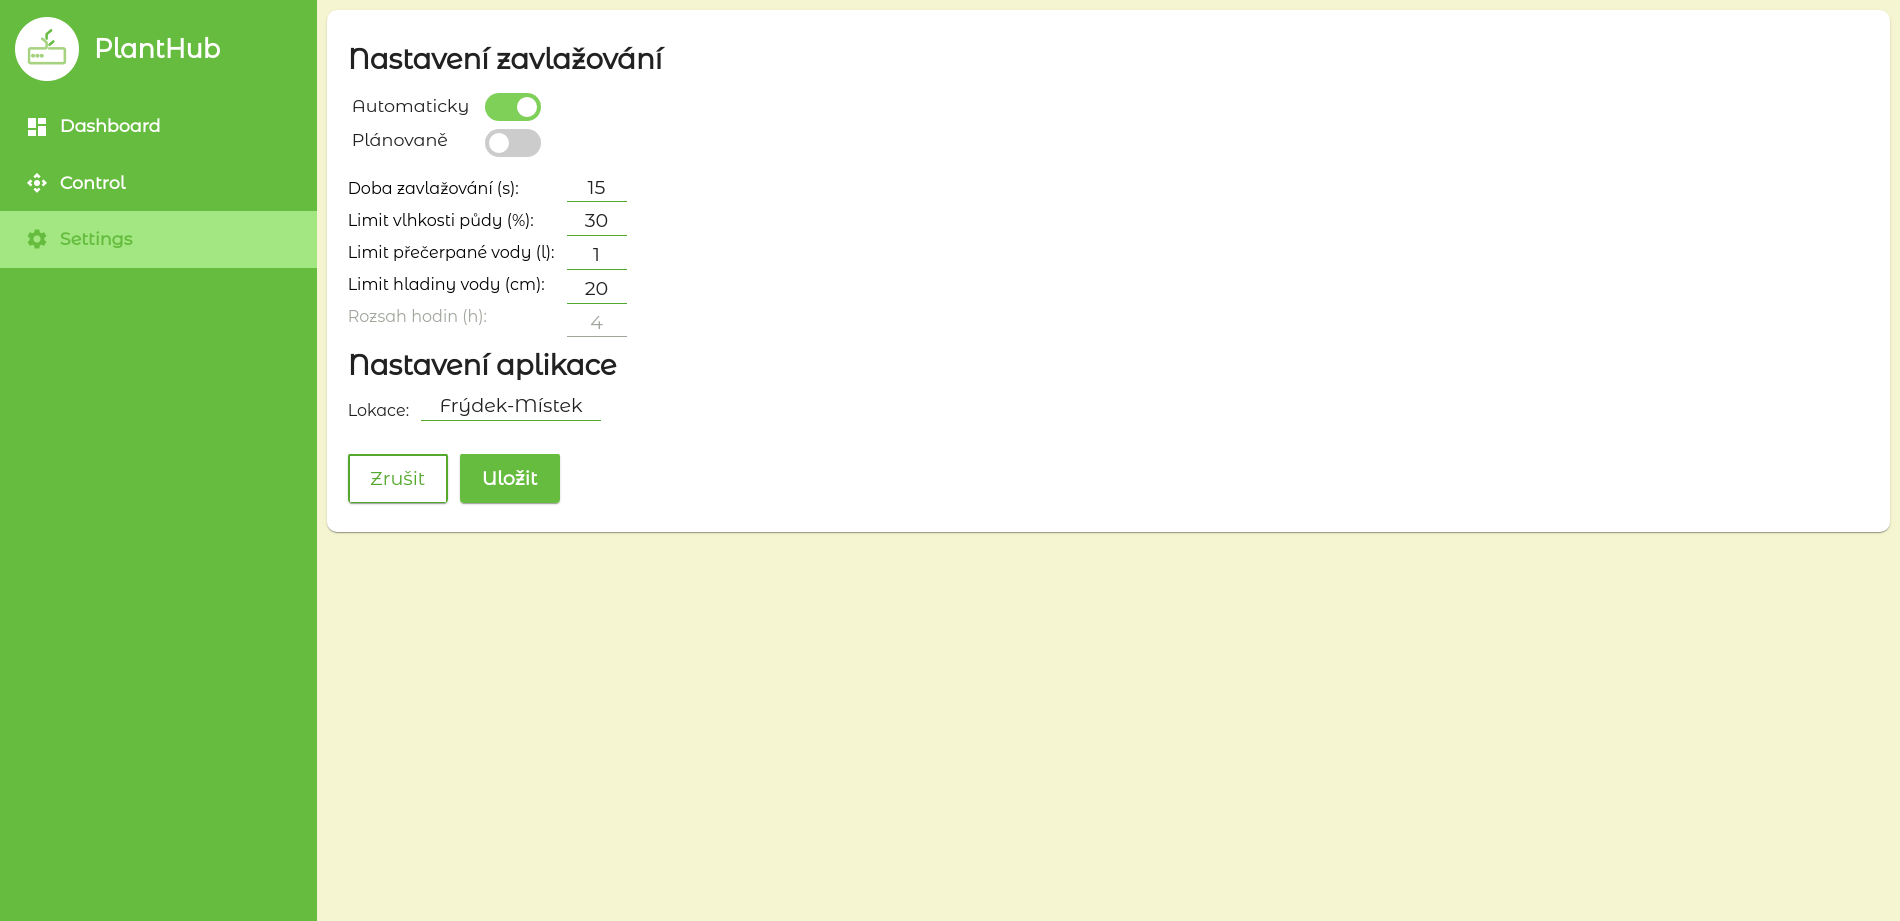 PlantHub
Dashboard
Control
Settings
Nastavení zavlažování
Automaticky
Plánovaně
Doba zavlažování (s): 15
Limit vlhkosti půdy (%): 30
Limit přečerpané vody (l): 1
Limit hladiny vody (cm): 20
Rozsah hodin (h): 4
Nastavení aplikace
Lokace: Frýdek-Místek
Zrušit Uložit